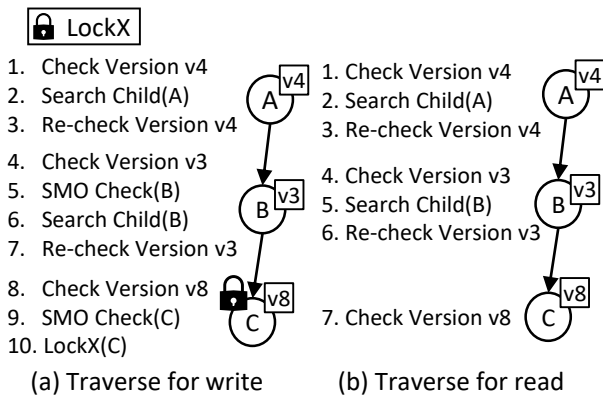 LockX
1. Check Version v4
2. Search Child(A)
3. Re-check Version v4
4. Check Version v3
5. SMO Check(B)
6. Search Child(B)
7. Re-check Version v3
8. Check Version v8
9. SMO Check(C)
10. LockX(C)
A
v4
B
v3
C
v8
(a) Traverse for write
1. Check Version v4
2. Search Child(A)
3. Re-check Version v4
4. Check Version v3
5. Search Child(B)
6. Re-check Version v3
7. Check Version v8
A
v4
B
v3
C
v8
(b) Traverse for read